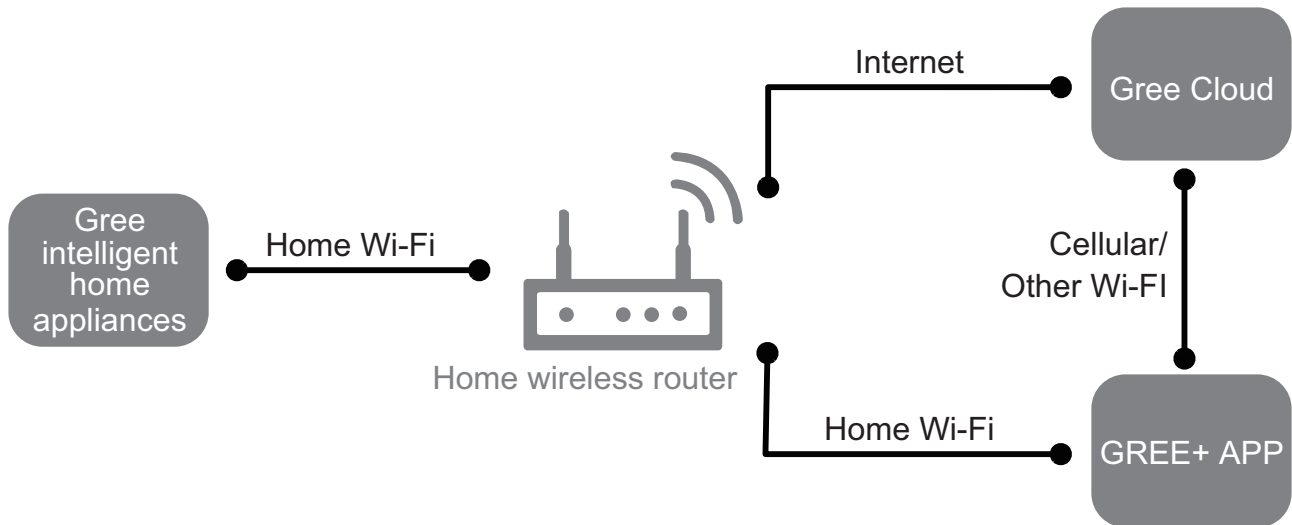 Internet
Gree Cloud
Gree
intelligent
home
appliances
Home Wi-Fi
Cellular/
Other Wi-FI
Home wireless router
Home Wi-Fi
GREE+ APP